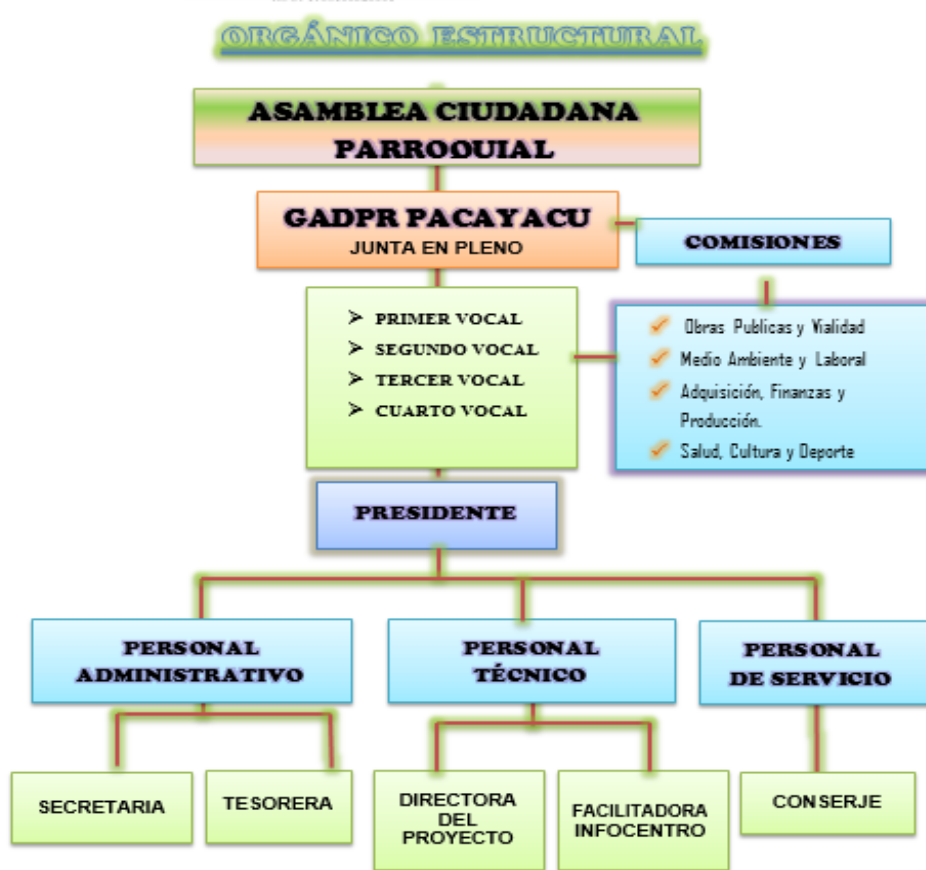 ORGÁNICO ESTRUCTURAL
ASAMBLEA CIUDADANA
PARROQUIAL
GADPR PACAYACU
JUNTA EN PLENO
COMISIONES
➢ PRIMER VOCAL
➢ SEGUNDO VOCAL
➢ TERCER VOCAL
➢ CUARTO VOCAL
✓ Obras Publicas y Vialidad
✓ Medio Ambiente y Laboral
✓ Adquisición, Finanzas y
Producción.
✓ Salud, Cultura y Deporte
PRESIDENTE
PERSONAL
ADMINISTRATIVO
PERSONAL
TÉCNICO
PERSONAL
DE SERVICIO
SECRETARIA
TESORERA
DIRECTORA
DEL
PROYECTO
FACILITADORA
INFOCENTRO
CONSERJE